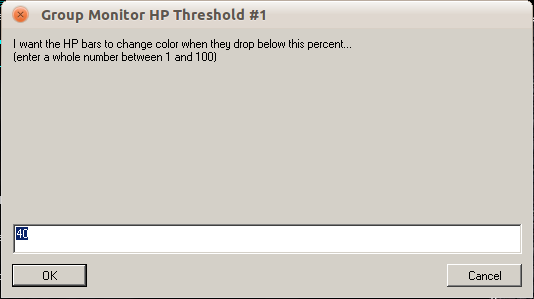 Group Monitor HP Threshold #1
I want the HP bars to change color when they drop below this percent...
(enter a whole number between 1 and 100)
40
OK
Cancel